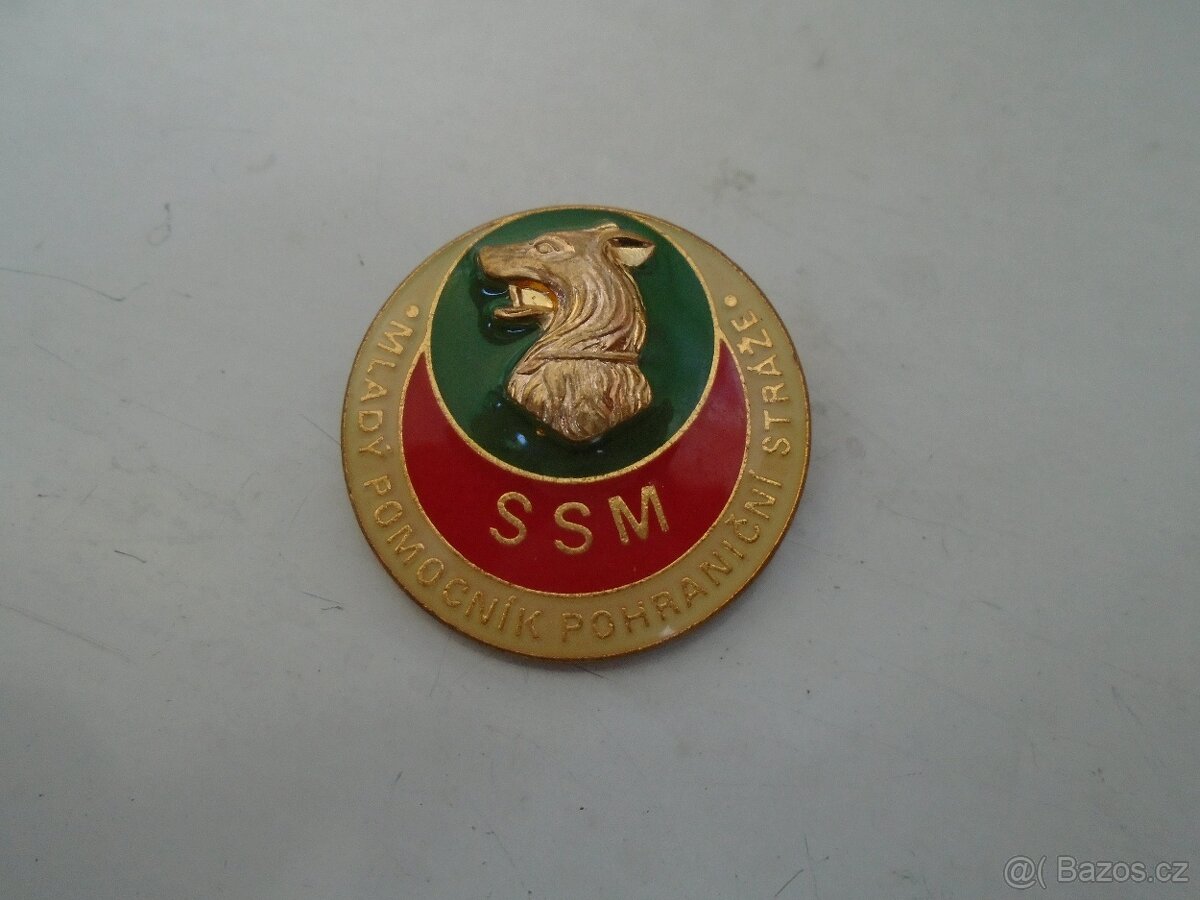 • MLADÝ POMOCNÍK POHRANIČNÍ STRÁŽE •
SSM
@( Bazos.cz